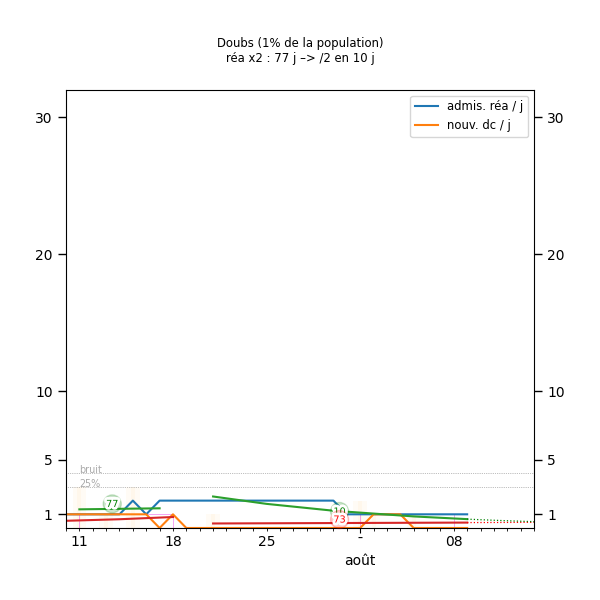 Doubs (1% de la population)
réa x2 : 77 j –> /2 en 10 j
admis. réa / j
nouv. dc / j
30 30
20 20
10 10
5 5
bruit
25%
77
10
73
1 1
11 18 25 - 08
août